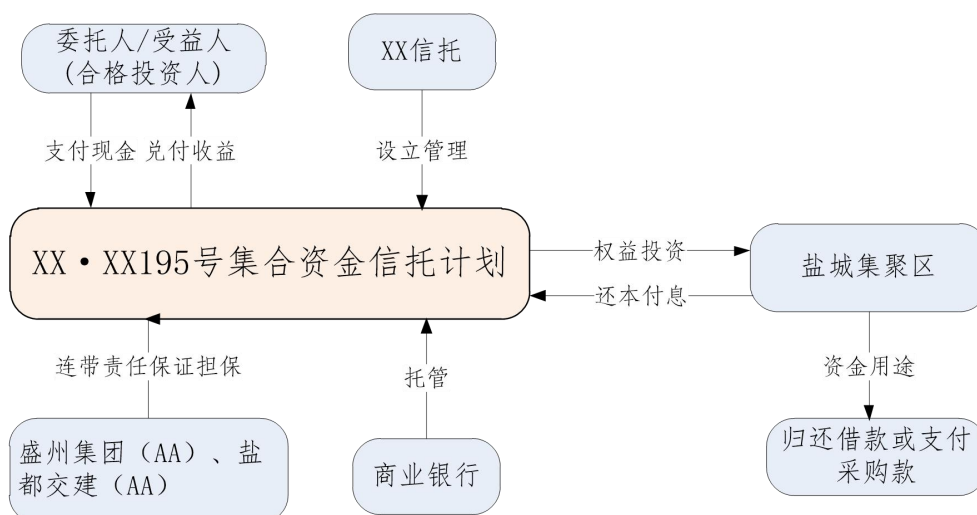 委托人/受益人
(合格投资人)
XX信托
支付现金 兑付收益
设立管理
XX·XX195号集合资金信托计划
权益投资
还本付息
盐城集聚区
连带责任保证担保
托管
资金用途
盛州集团（AA）、盐
都交建（AA）
商业银行
归还借款或支付
采购款